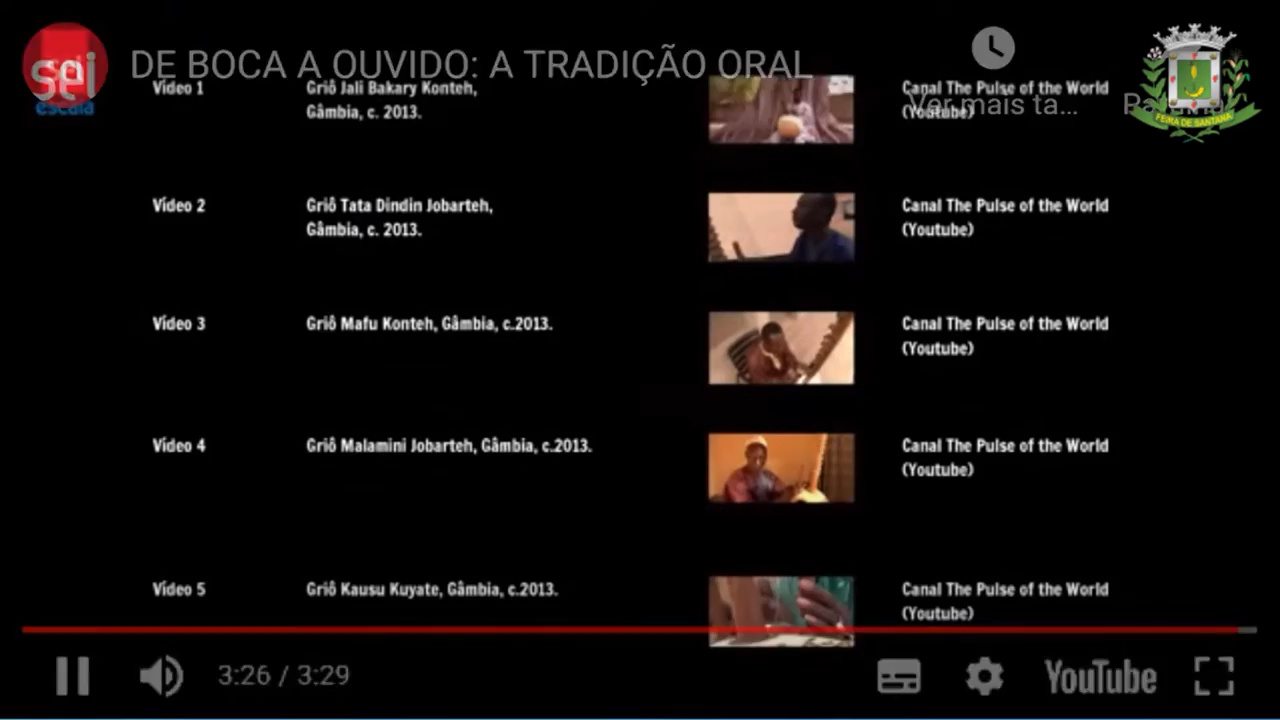 sei
escala
DE BOCA A OUVIDO: A TRADIÇÃO ORAL
Ver mais ta...
FEIRA DE SANTANA
Vídeo 1
Griô Jali Bakary Konteh,
Gâmbia, c. 2013.
Canal The Pulse of the World
(Youtube)
Vídeo 2
Griô Tata Dindin Jobarteh,
Gâmbia, c. 2013.
Canal The Pulse of the World
(Youtube)
Vídeo 3
Griô Mafu Konteh, Gâmbia, c.2013.
Canal The Pulse of the World
(Youtube)
Vídeo 4
Griô Malamini Jobarteh, Gâmbia, c.2013.
Canal The Pulse of the World
(Youtube)
Vídeo 5
Griô Kausu Kuyate, Gâmbia, c.2013.
Canal The Pulse of the World
(Youtube)
3:26 / 3:29
YouTube